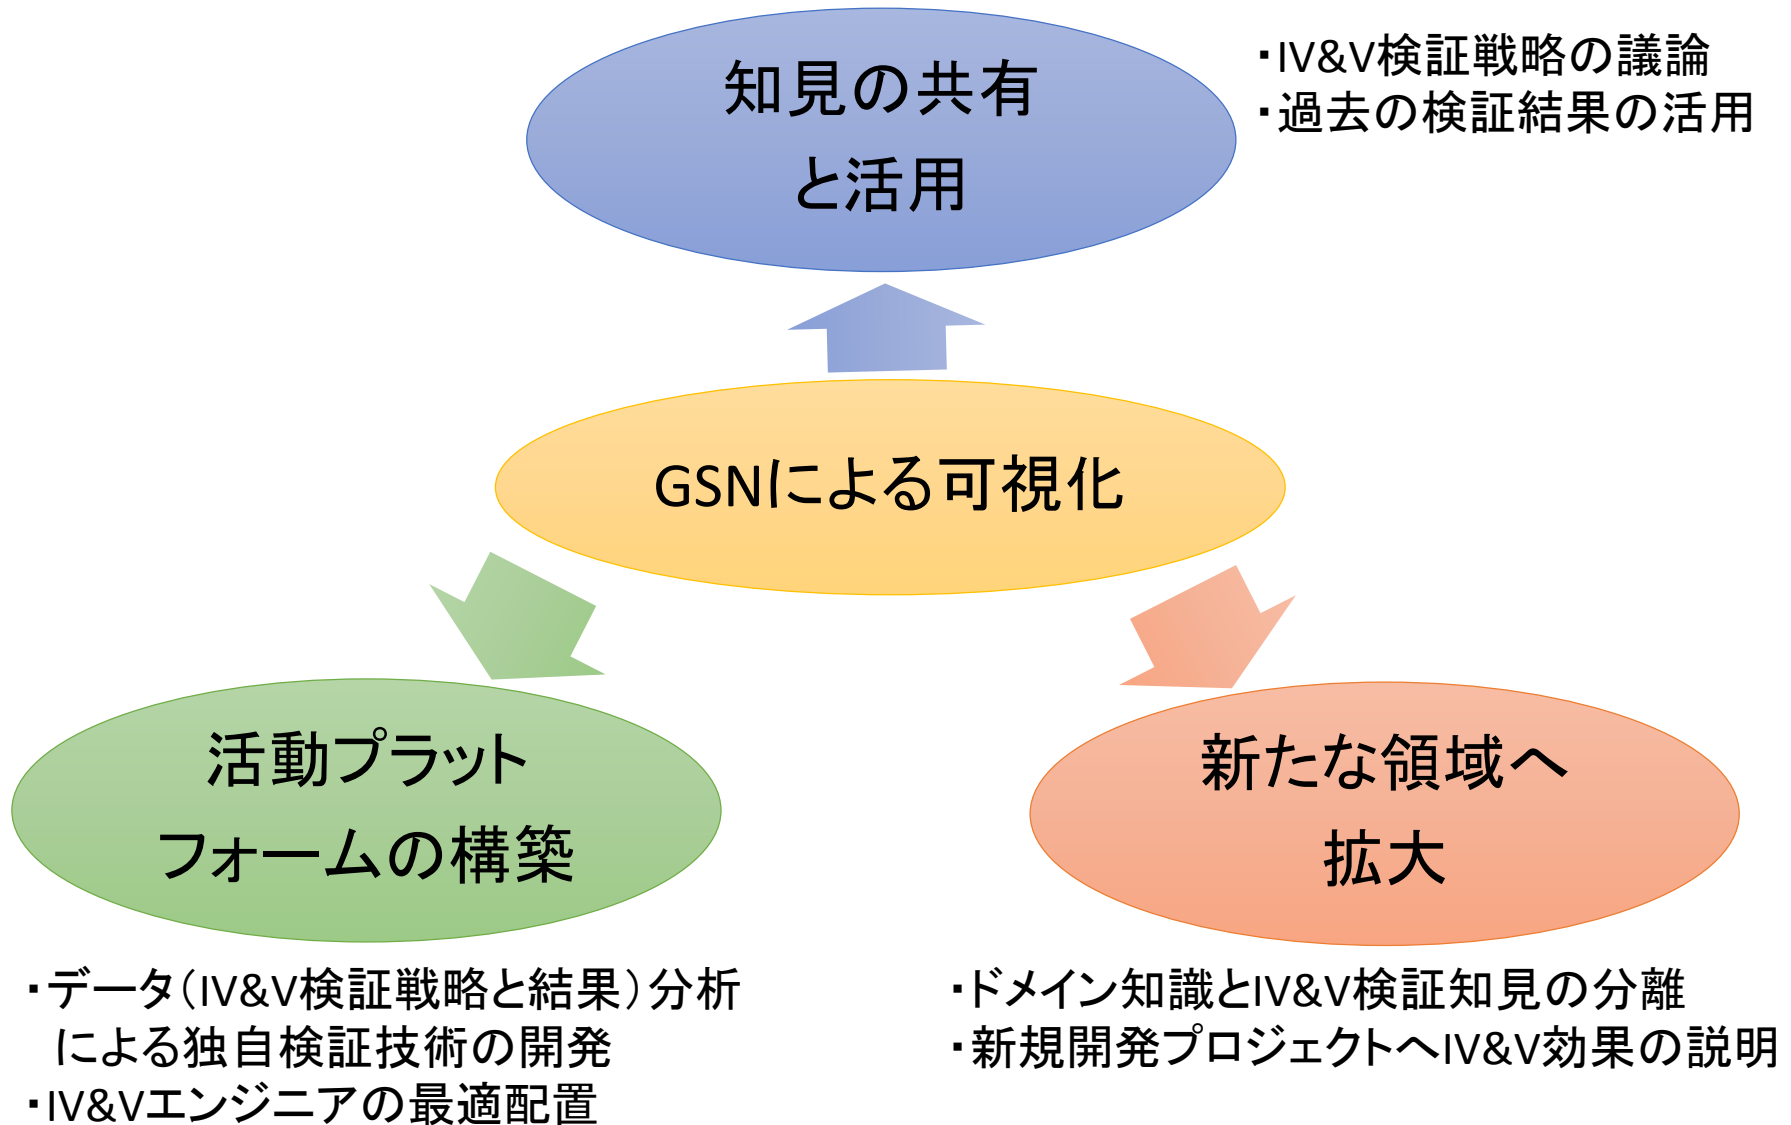 知見の共有
と活用
・IV&V検証戦略の議論
・過去の検証結果の活用
GSNによる可視化
活動プラット
フォームの構築
・データ（IV&V検証戦略と結果）分析
による独自検証技術の開発
・IV&Vエンジニアの最適配置
新たな領域へ
拡大
・ドメイン知識とIV&V検証知見の分離
・新規開発プロジェクトへIV&V効果の説明